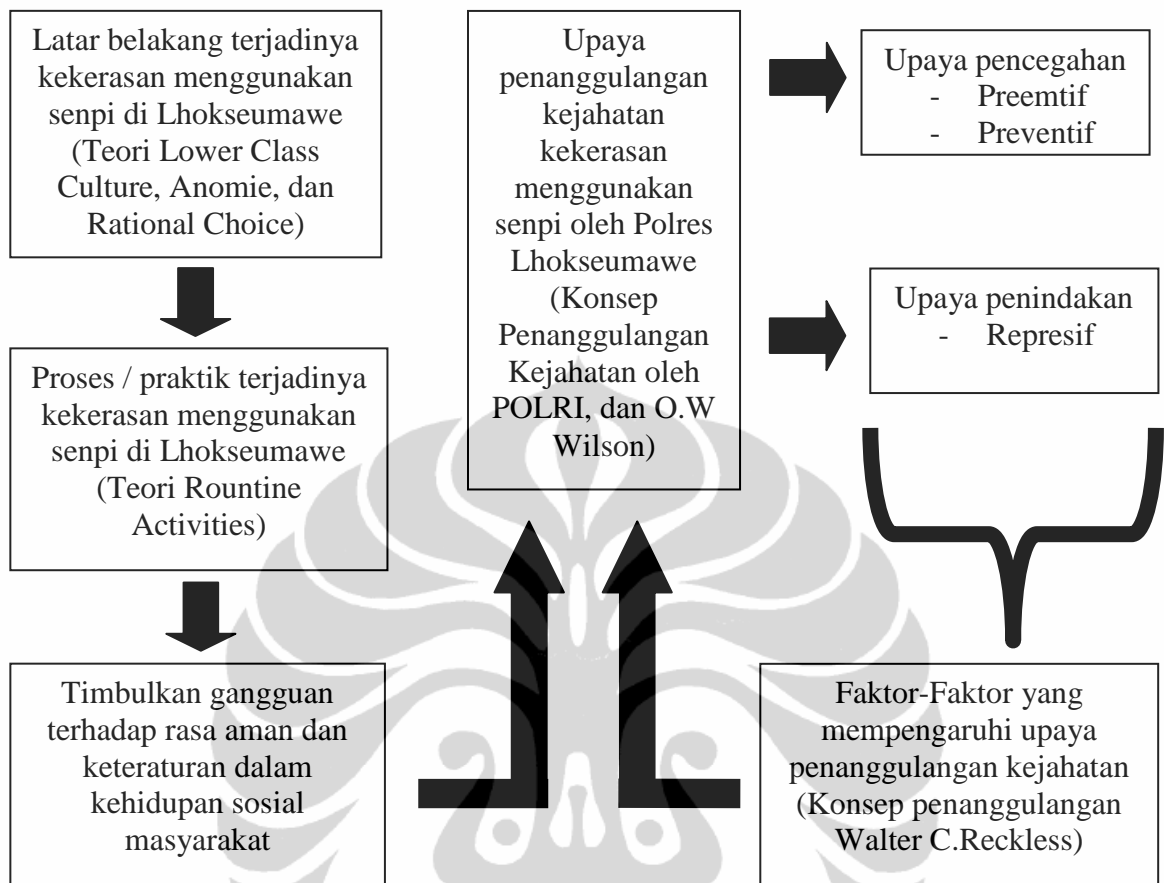 Latar belakang terjadinya
kekerasan menggunakan
senpi di Lhokseumawe
(Teori Lower Class
Culture, Anomie, dan
Rational Choice)
Proses / praktik terjadinya
kekerasan menggunakan
senpi di Lhokseumawe
(Teori Rountine
Activities)
Timbulkan gangguan
terhadap rasa aman dan
keteraturan dalam
kehidupan sosial
masyarakat
Upaya
penanggulangan
kejahatan
kekerasan
menggunakan
senpi oleh Polres
Lhokseumawe
(Konsep
Penanggulangan
Kejahatan oleh
POLRI, dan O.W
Wilson)
Upaya pencegahan
- Preemtif
- Preventif
Upaya penindakan
- Represif
Faktor-Faktor yang
mempengaruhi upaya
penanggulangan kejahatan
(Konsep penanggulangan
Walter C.Reckless)